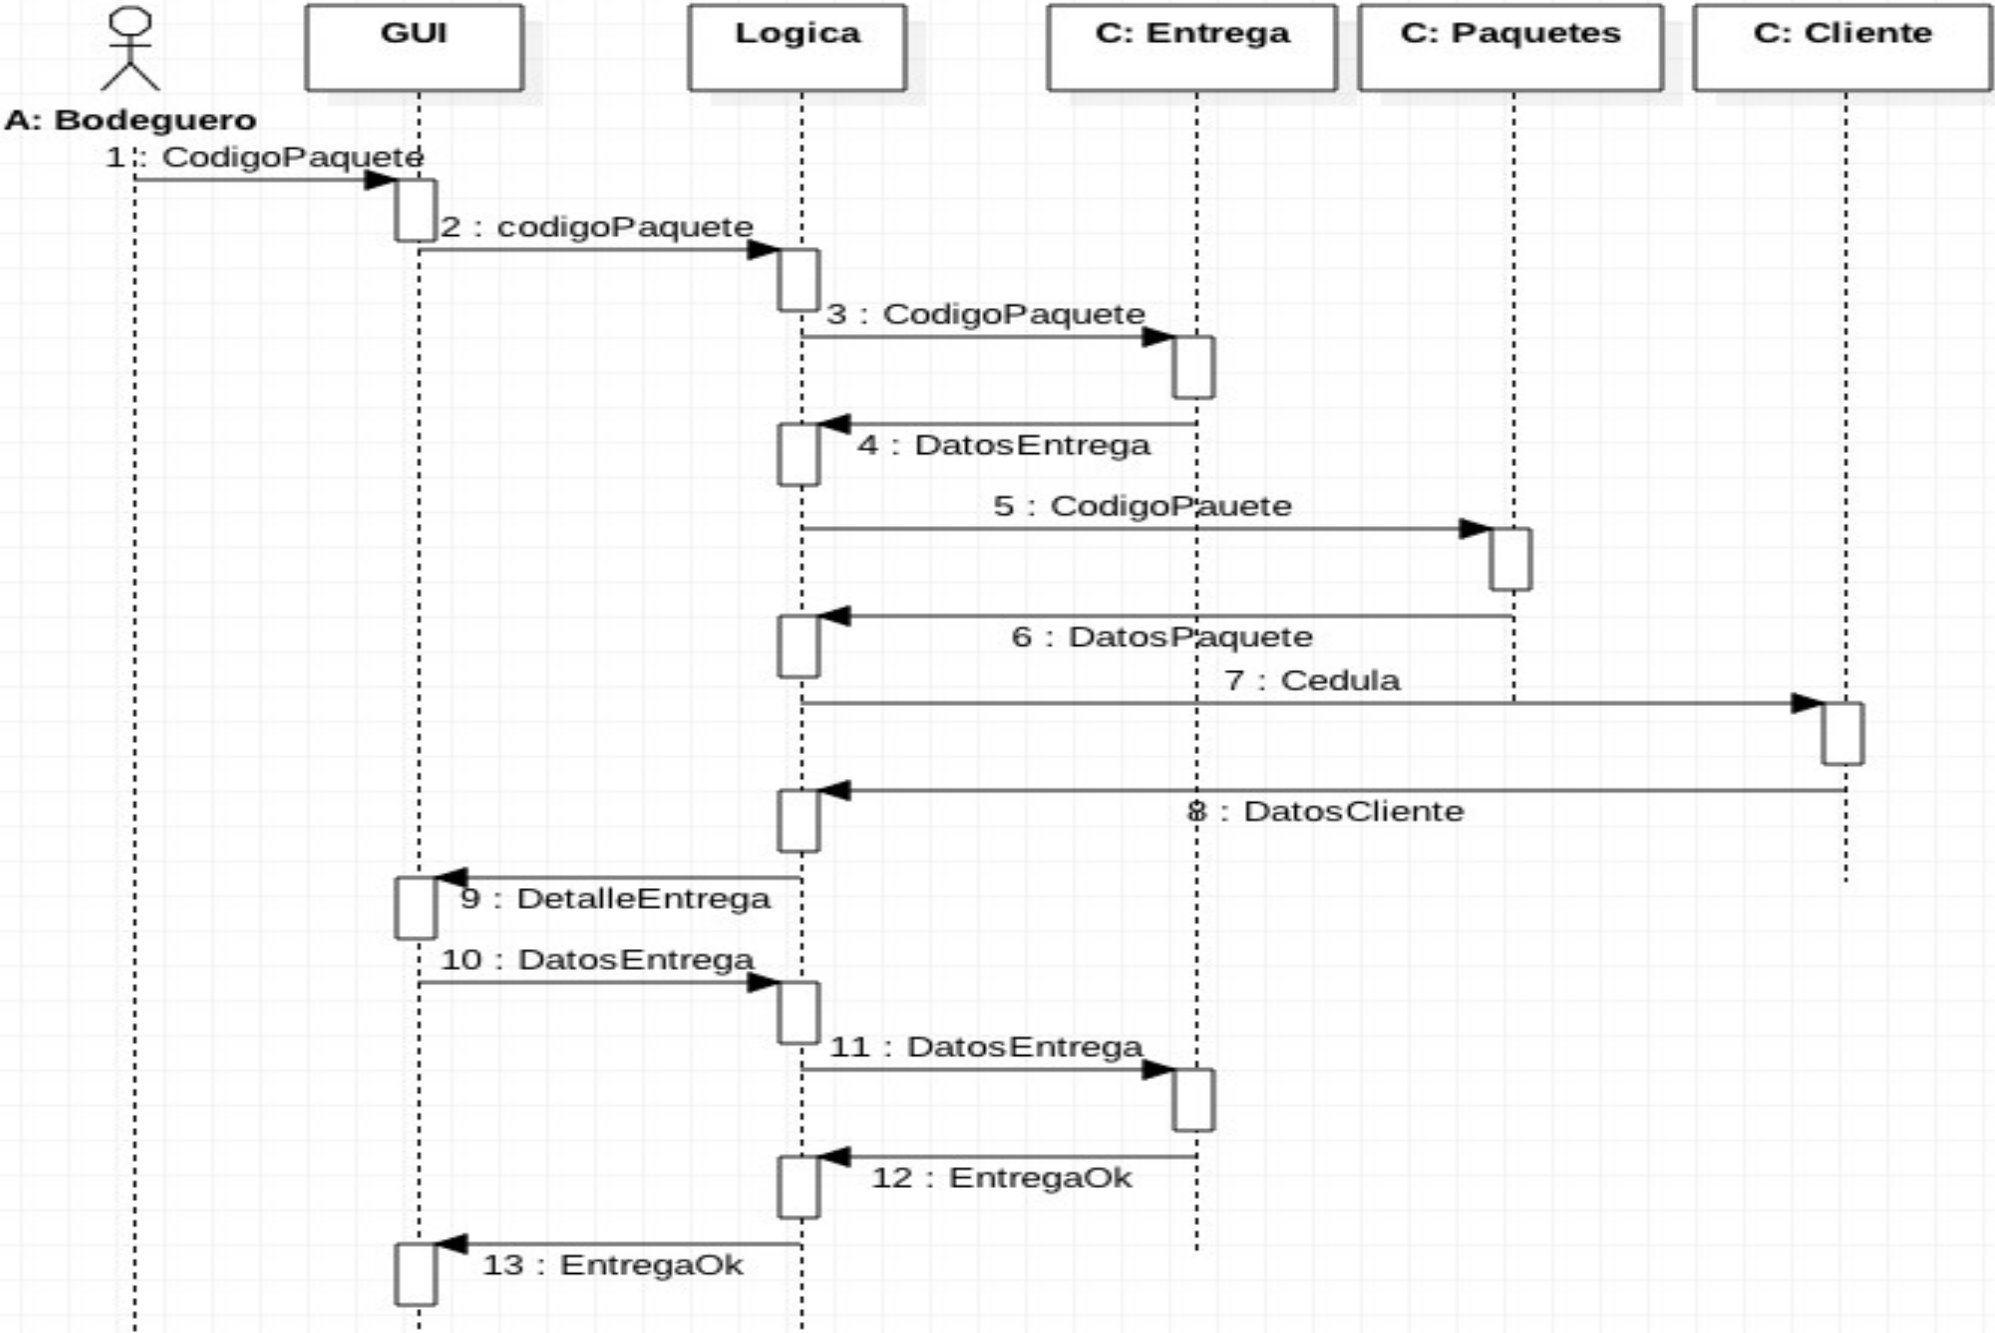 GUI
Logica
C: Entrega
C: Paquetes
C: Cliente
A: Bodeguero
1 : CodigoPaquete
2 : codigoPaquete
3 : CodigoPaquete
4 : DatosEntrega
5 : CodigoPauete
6 : DatosPaquete
7 : Cedula
8 : DatosCliente
9 : DetalleEntrega
10 : DatosEntrega
11 : DatosEntrega
12 : EntregaOk
13 : EntregaOk